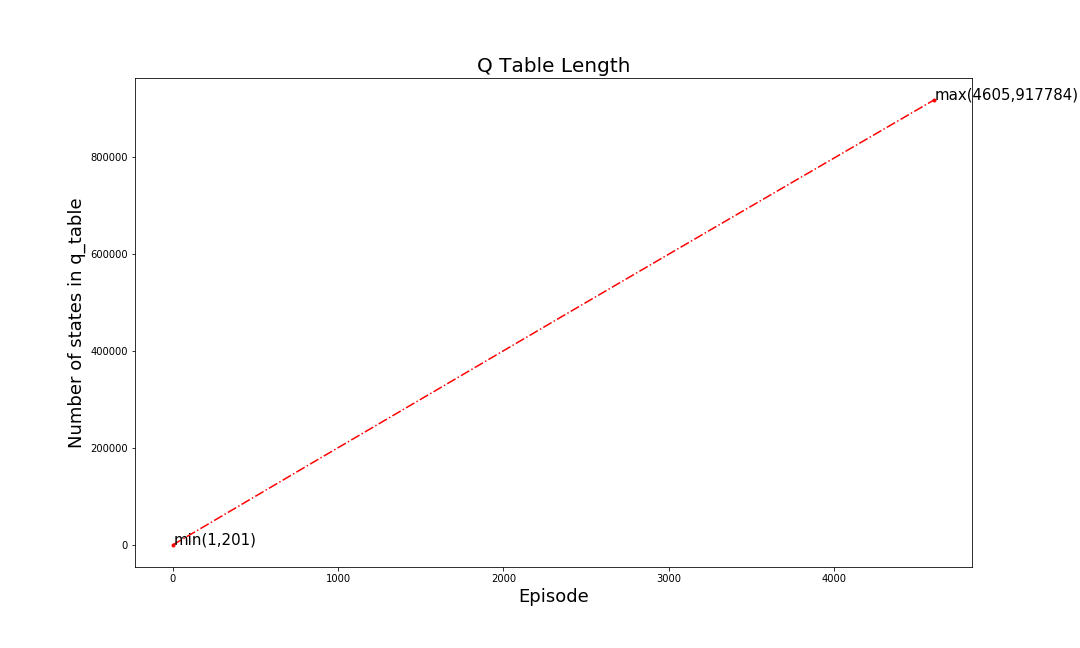 Q Table Length
max(4605,917784)
800000
600000
400000
200000
0
Number of states in q_table
min(1,201)
0
1000
2000
3000
4000
Episode